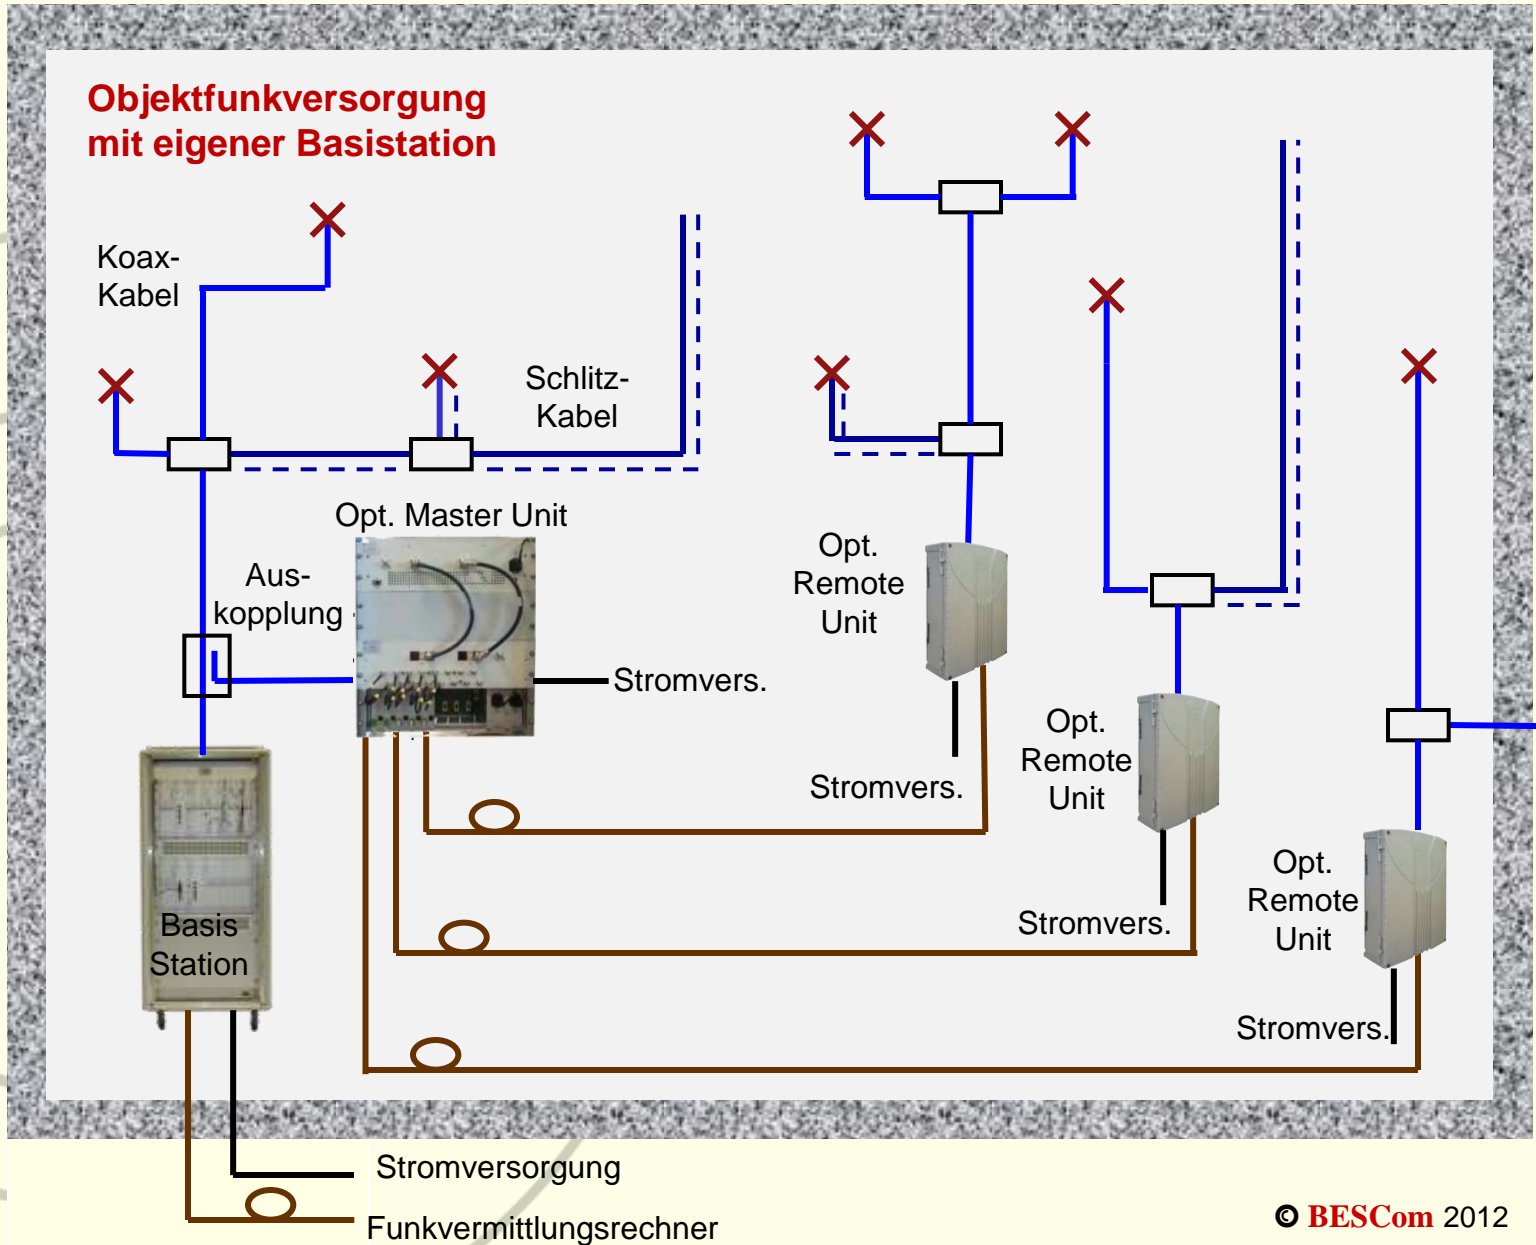 Objektfunkversorgung
mit eigener Basistation
Koax-
Kabel
Schlitz-
Kabel
Opt. Master Unit
Aus-
kopplung
Stromvers.
Opt.
Remote
Unit
Stromvers.
Opt.
Remote
Unit
Stromvers.
Opt.
Remote
Unit
Stromvers.
Basis
Station
Stromversorgung
Funkvermittlungsrechner
© BESCom 2012